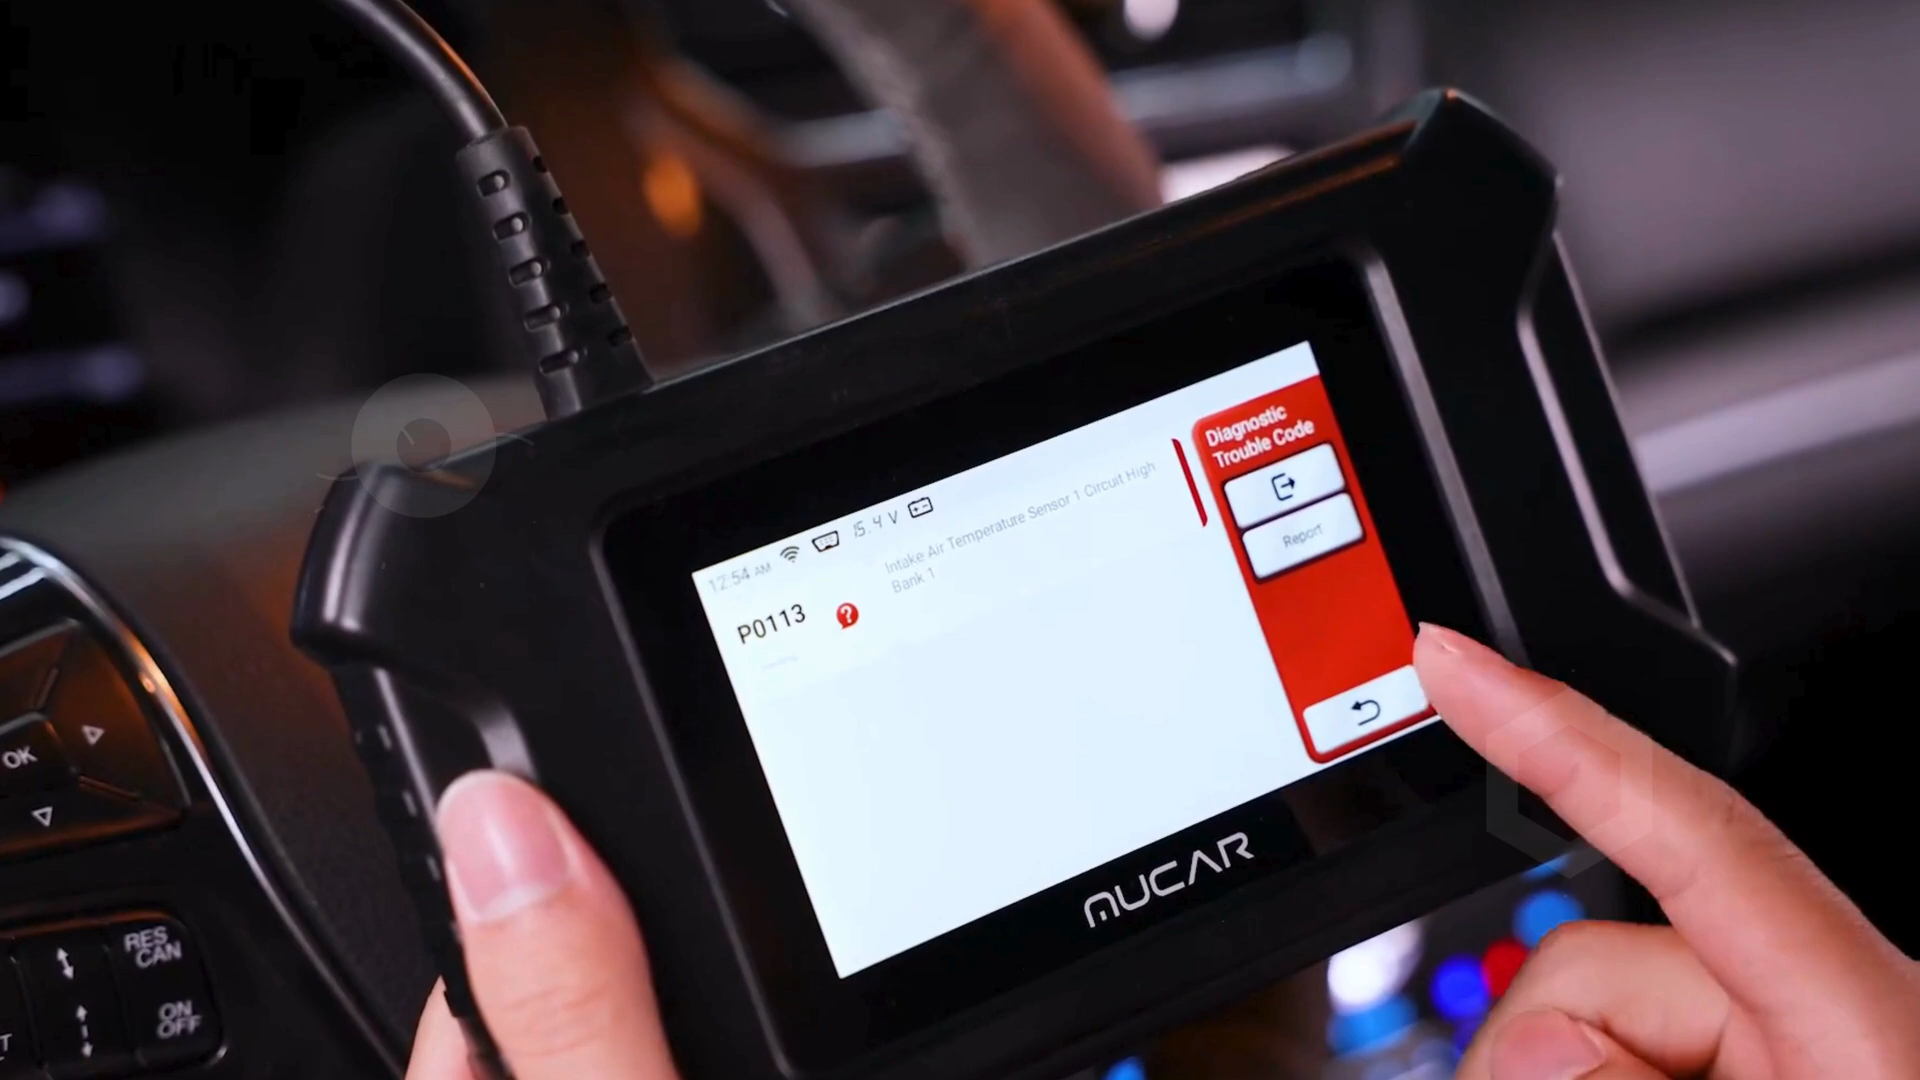 12:54 AM 15.4 V
P0113
Intake Air Temperature Sensor 1 Circuit High
Bank 1
Diagnostic
Trouble Code
Report
MUCAR
OK
RES
CAN
ON
OFF